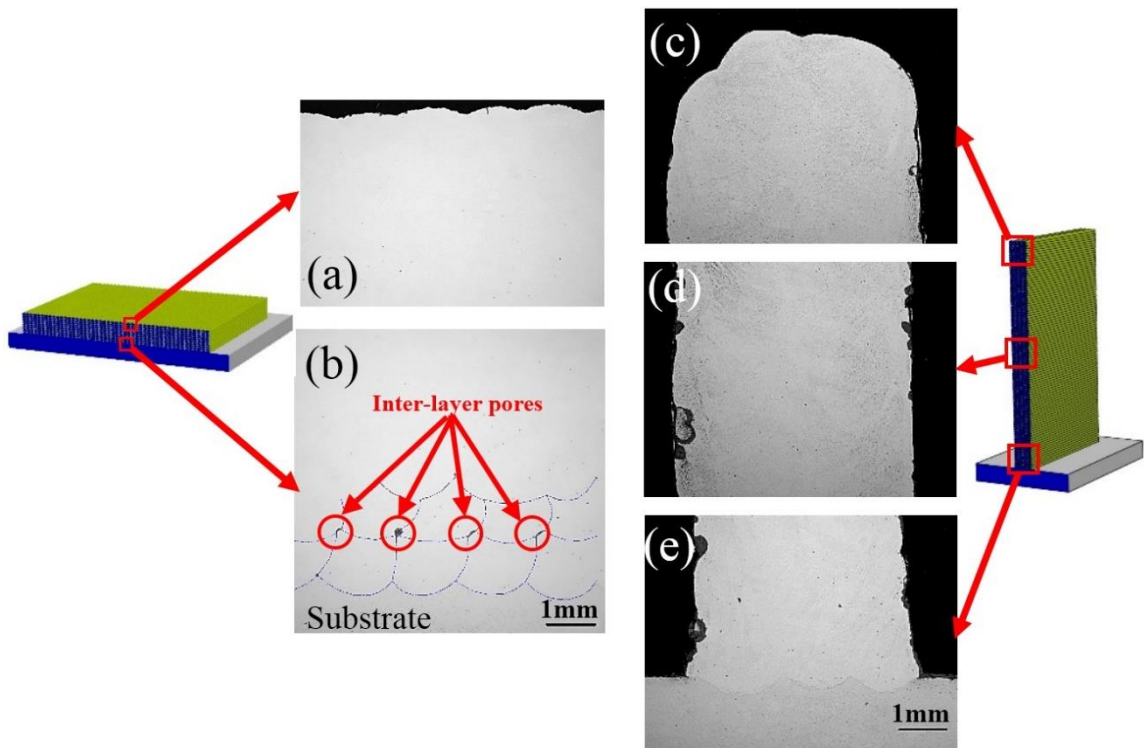 (a)
(b)
Inter-layer pores
Substrate
1mm
(c)
(d)
(e)
1mm